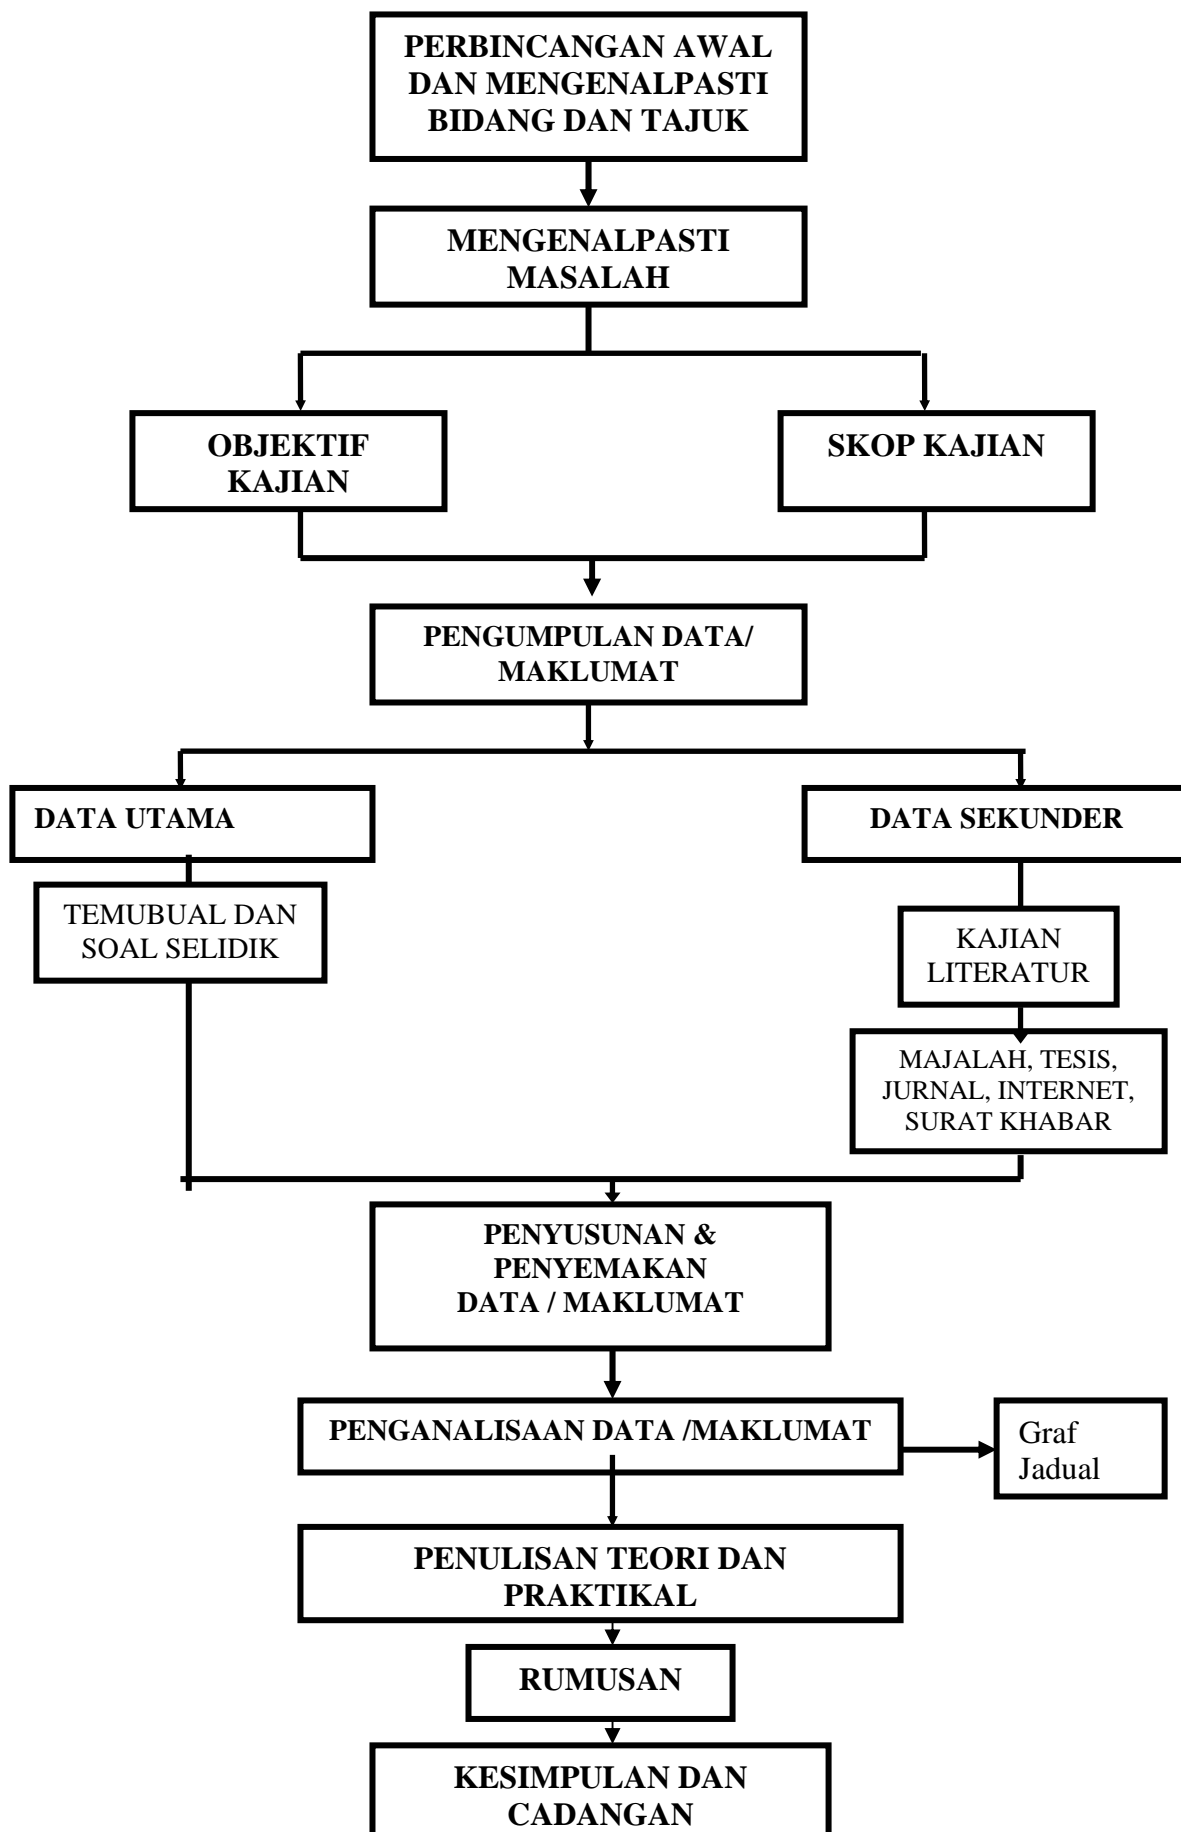 PERBINCANGAN AWAL
DAN MENGENALPASTI
BIDANG DAN TAJUK
MENGENALPASTI
MASALAH
OBJEKTIF
KAJIAN
SKOP KAJIAN
PENGUMPULAN DATA/
MAKLUMAT
DATA UTAMA
DATA SEKUNDER
TEMUBUAL DAN
SOAL SELIDIK
KAJIAN
LITERATUR
MAJALAH, TESIS,
JURNAL, INTERNET,
SURAT KHABAR
PENYUSUNAN &
PENYEMAKAN
DATA / MAKLUMAT
PENGANALISAAN DATA /MAKLUMAT
Graf
Jadual
PENULISAN TEORI DAN
PRAKTIKAL
RUMUSAN
KESIMPULAN DAN
CADANGAN